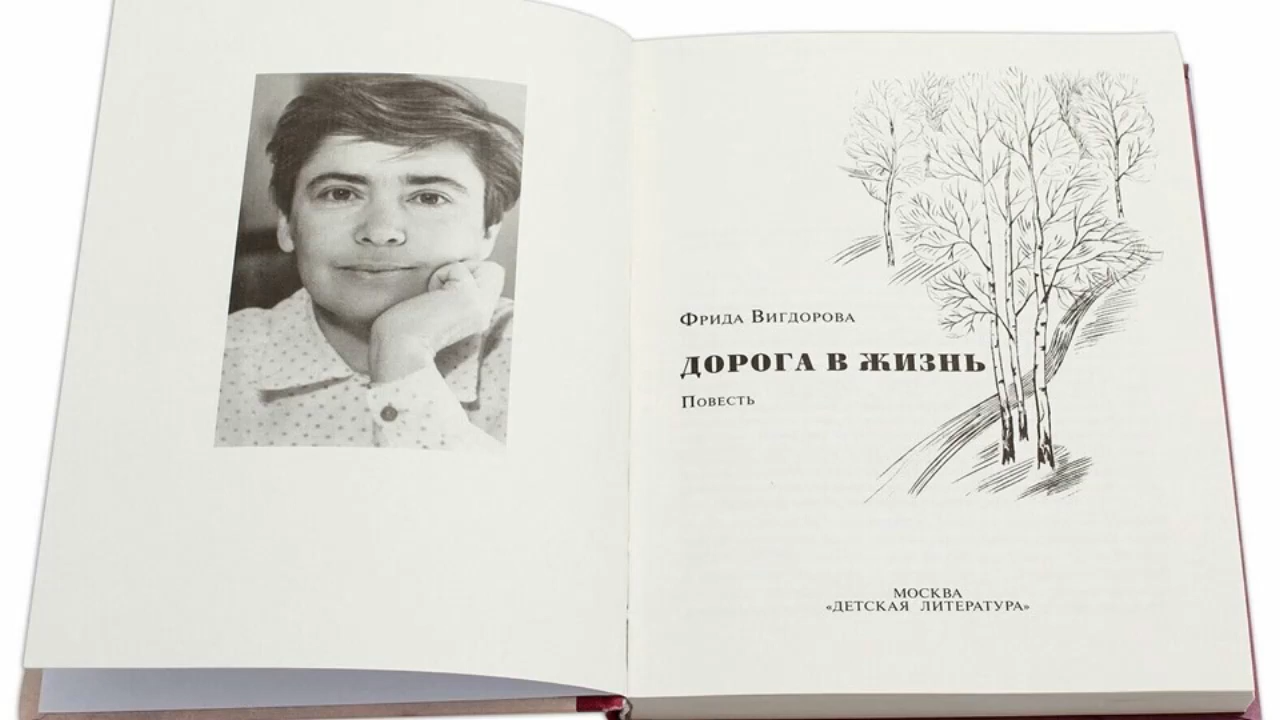 Фрида Вигдорова
ДОРОГА В ЖИЗНЬ
Повесть
МОСКВА
«ДЕТСКАЯ ЛИТЕРАТУРА»